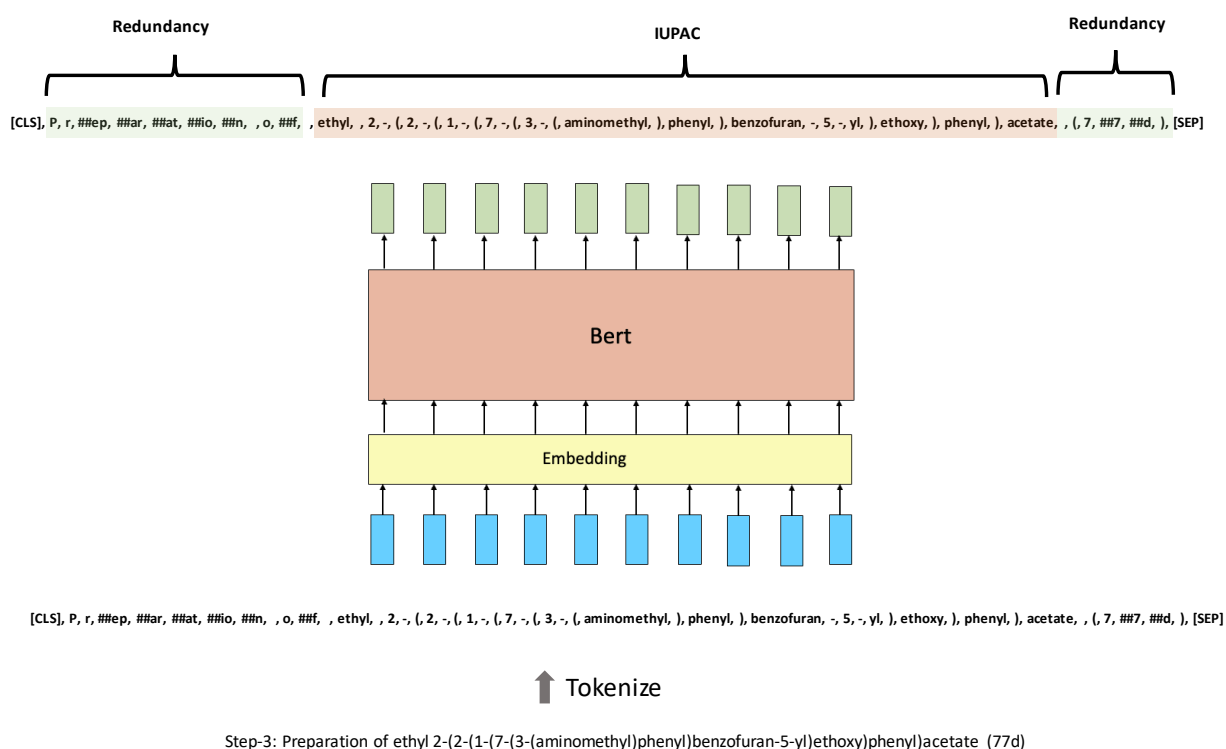 Redundancy
IUPAC
Redundancy
[CLS], P, r, ##ep, ##ar, ##at, ##io, ##n, , o, ##f, , ethyl, , 2, -, (, 2, -, (, 1, -, (, 7, -, (, 3, -, (, aminomethyl, ), phenyl, ), benzofuran, -, 5, -, yl, ), ethoxy, ), phenyl, ), acetate, , (, 7, ##7, ##d, ), [SEP]
Bert
Embedding
[CLS], P, r, ##ep, ##ar, ##at, ##io, ##n, , o, ##f, , ethyl, , 2, -, (, 2, -, (, 1, -, (, 7, -, (, 3, -, (, aminomethyl, ), phenyl, ), benzofuran, -, 5, -, yl, ), ethoxy, ), phenyl, ), acetate, , (, 7, ##7, ##d, ), [SEP]
Tokenize
Step-3: Preparation of ethyl 2-(2-(1-(7-(3-(aminomethyl)phenyl)benzofuran-5-yl)ethoxy)phenyl)acetate (77d)